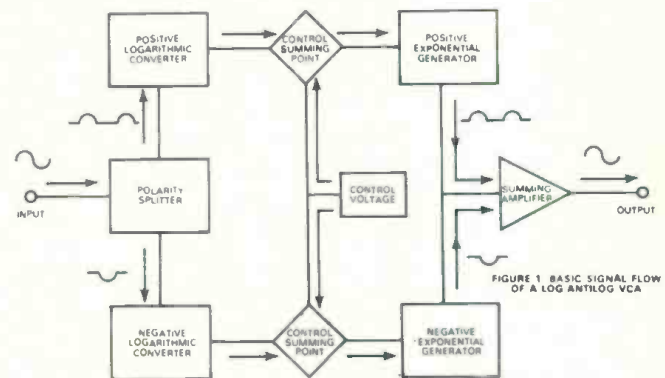 POSITIVE
LOGARITHMIC
CONVERTER
CONTROL
SUMMING
POINT
POSITIVE
EXPONENTIAL
GENERATOR
INPUT
POLARITY
SPLITTER
CONTROL
VOLTAGE
SUMMING
AMPLIFIER
OUTPUT
FIGURE 1 BASIC SIGNAL FLOW
OF A LOG ANTILOG VCA
NEGATIVE
LOGARITHMIC
CONVERTER
CONTROL
SUMMING
POINT
NEGATIVE
EXPONENTIAL
GENERATOR